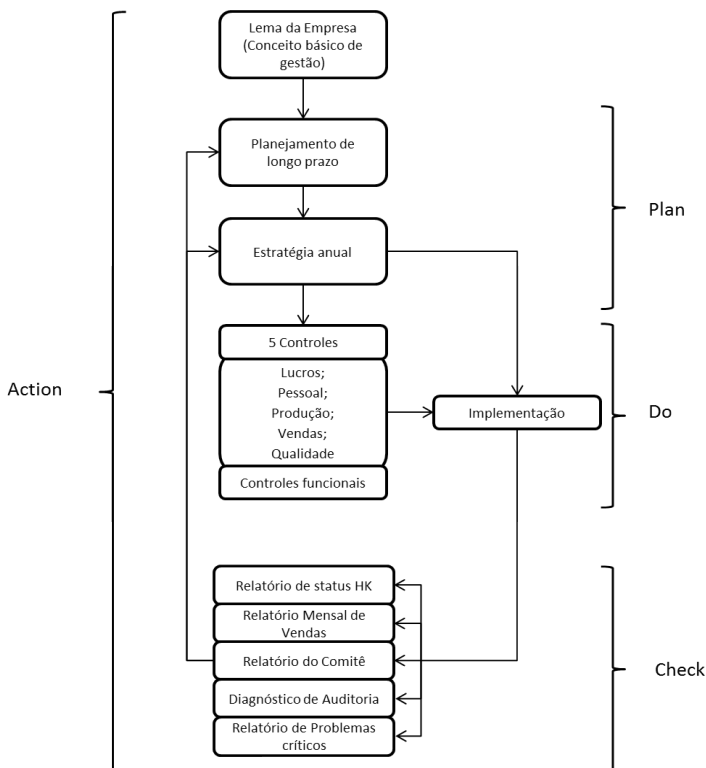 Lema da Empresa
(Conceito básico de
gestão)
Planejamento de
longo prazo
Plan
Estratégia anual
5 Controles
Lucros;
Pessoal;
Produção;
Vendas;
Qualidade
Controles funcionais
Implementação
Do
Action
Relatório de status HK
Relatório Mensal de
Vendas
Relatório do Comitê
Diagnóstico de Auditoria
Relatório de Problemas
críticos
Check